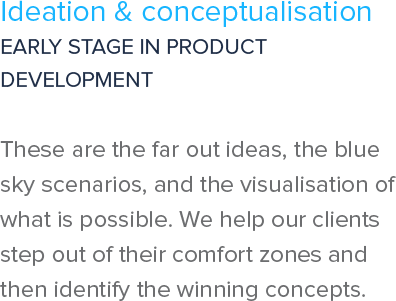 Ideation & conceptualisation
EARLY STAGE IN PRODUCT
DEVELOPMENT
These are the far out ideas, the blue
sky scenarios, and the visualisation of
what is possible. We help our clients
step out of their comfort zones and
then identify the winning concepts.